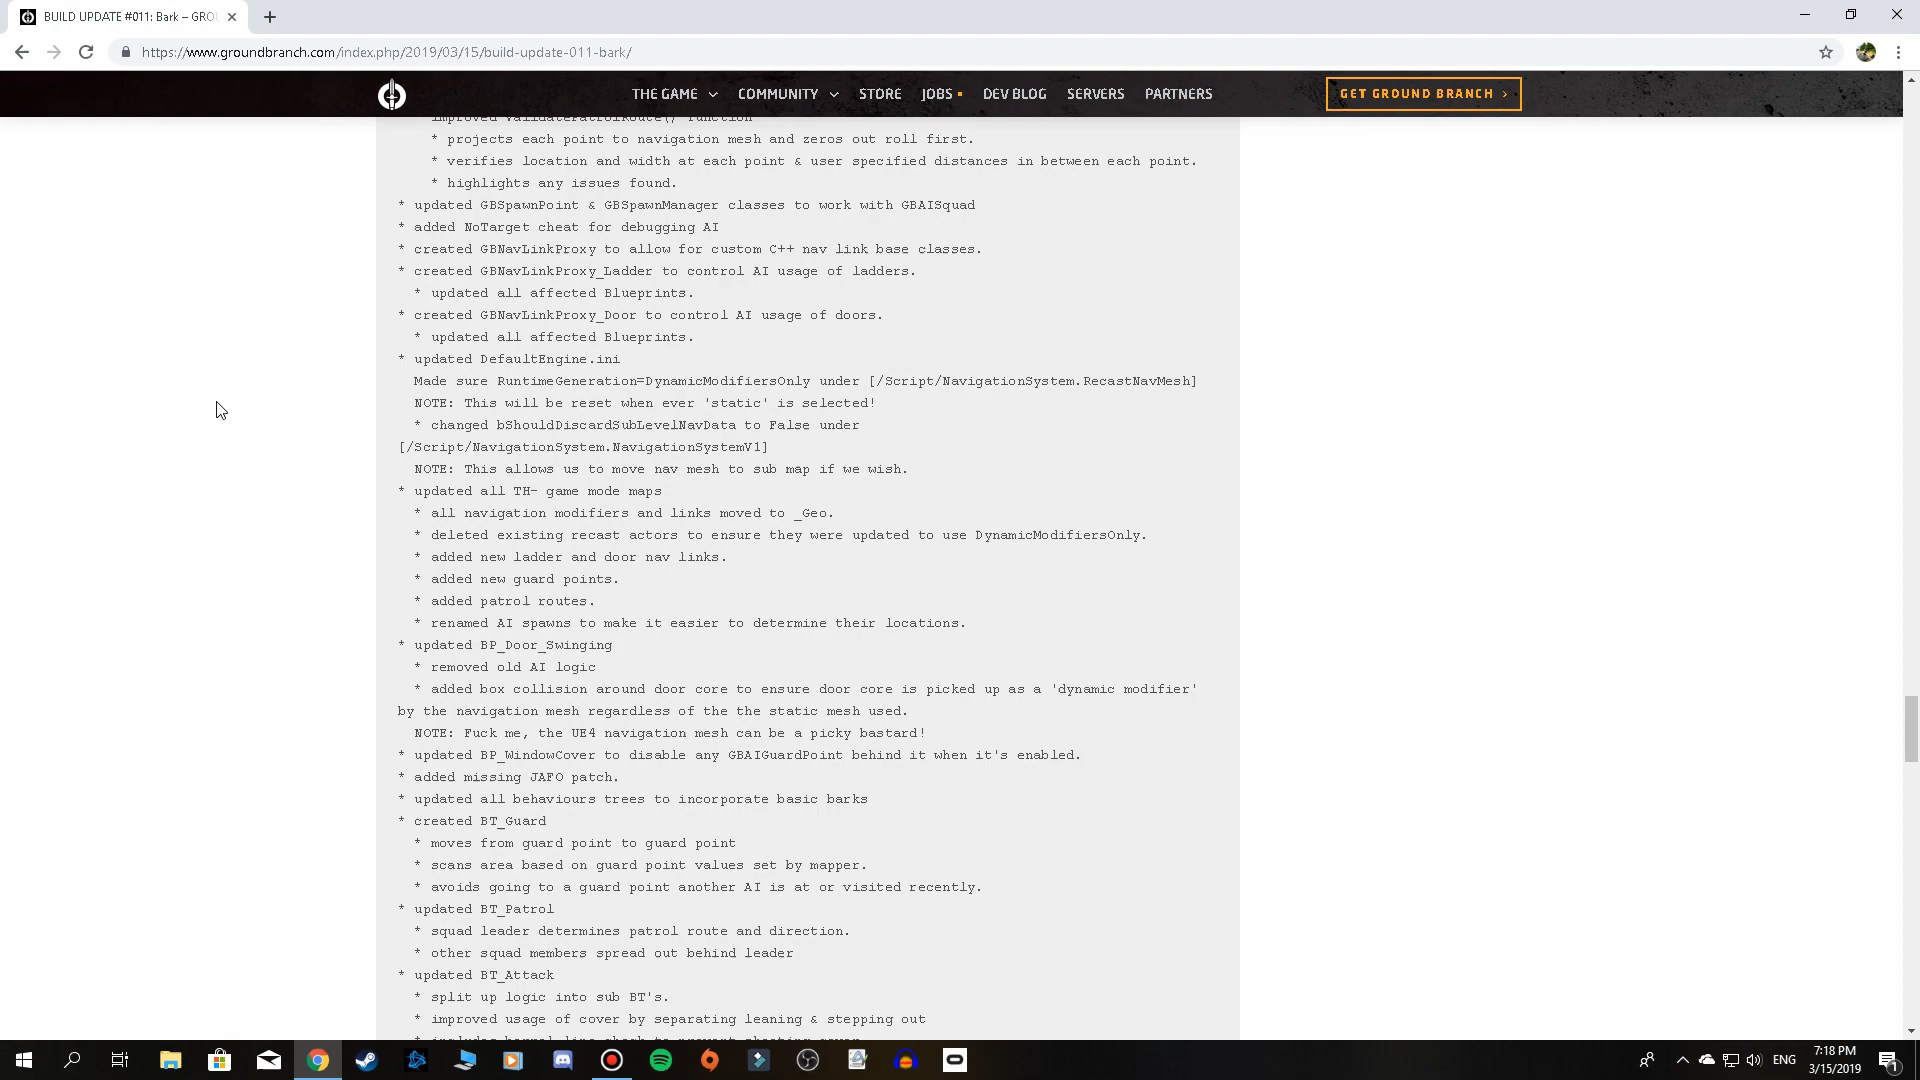 BUILD UPDATE #011: Bark – GROU
https://www.groundbranch.com/index.php/2019/03/15/build-update-011-bark/
THE GAME COMMUNITY STORE JOBS DEV BLOG SERVERS PARTNERS GET GROUND BRANCH >
improved ValidatePatrolRoute() function
* projects each point to navigation mesh and zeros out roll first.
* verifies location and width at each point & user specified distances in between each point.
* highlights any issues found.
* updated GBSpawnPoint & GBSpawnManager classes to work with GBAISquad
* added NoTarget cheat for debugging AI
* created GBNavLinkProxy to allow for custom C++ nav link base classes.
* created GBNavLinkProxy_Ladder to control AI usage of ladders.
* updated all affected Blueprints.
* created GBNavLinkProxy_Door to control AI usage of doors.
* updated all affected Blueprints.
* updated DefaultEngine.ini
Made sure RuntimeGeneration=DynamicModifiersOnly under [/Script/NavigationSystem.RecastNavMesh]
NOTE: This will be reset when ever 'static' is selected!
* changed bShouldDiscardSubLevelNavData to False under
[/Script/NavigationSystem.NavigationSystemV1]
NOTE: This allows us to move nav mesh to sub map if we wish.
* updated all TH- game mode maps
* all navigation modifiers and links moved to _Geo.
* deleted existing recast actors to ensure they were updated to use DynamicModifiersOnly.
* added new ladder and door nav links.
* added new guard points.
* added patrol routes.
* renamed AI spawns to make it easier to determine their locations.
* updated BP_Door_Swinging
* removed old AI logic
* added box collision around door core to ensure door core is picked up as a 'dynamic modifier'
by the navigation mesh regardless of the the static mesh used.
NOTE: Fuck me, the UE4 navigation mesh can be a picky bastard!
* updated BP_WindowCover to disable any GBAIGuardPoint behind it when it's enabled.
* added missing JAFO patch.
* updated all behaviours trees to incorporate basic barks
* created BT_Guard
* moves from guard point to guard point
* scans area based on guard point values set by mapper.
* avoids going to a guard point another AI is at or visited recently.
* updated BT_Patrol
* squad leader determines patrol route and direction.
* other squad members spread out behind leader
* updated BT_Attack
* split up logic into sub BT's.
* improved usage of cover by separating leaning & stepping out
ENG
7:18 PM
3/15/2019
1